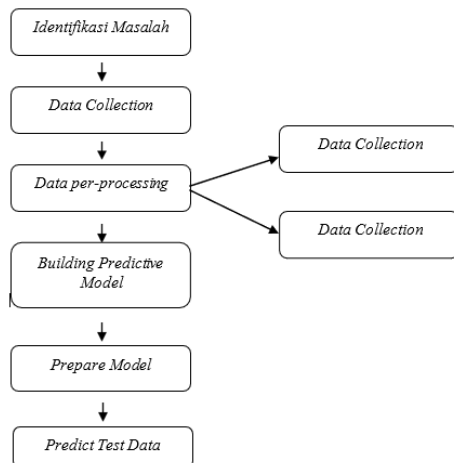 Identifikasi Masalah
Data Collection
Data Collection
Data per-processing
Data Collection
Building Predictive
Model
Prepare Model
Predict Test Data